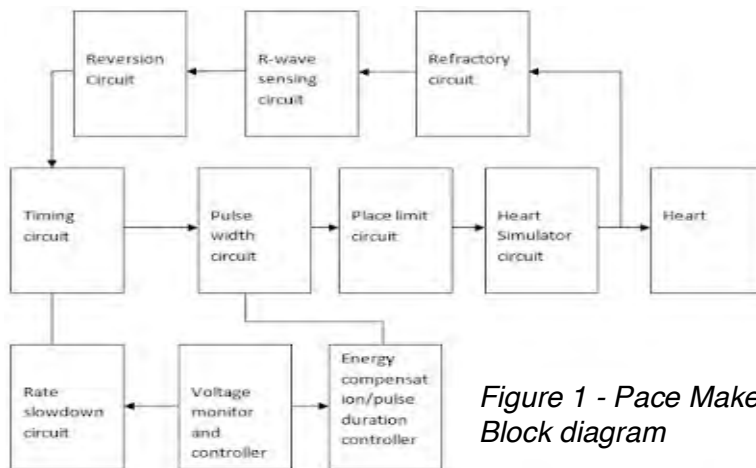 Reversion
Circuit
R-wave
sensing
circuit
Refractory
circuit
Timing
circuit
Pulse
width
circuit
Place limit
circuit
Heart
Simulator
circuit
Heart
Rate
slowdown
circuit
Voltage
monitor
and
controller
Energy
compensat
ion/pulse
duration
controller
Figure 1 - Pace Make
Block diagram